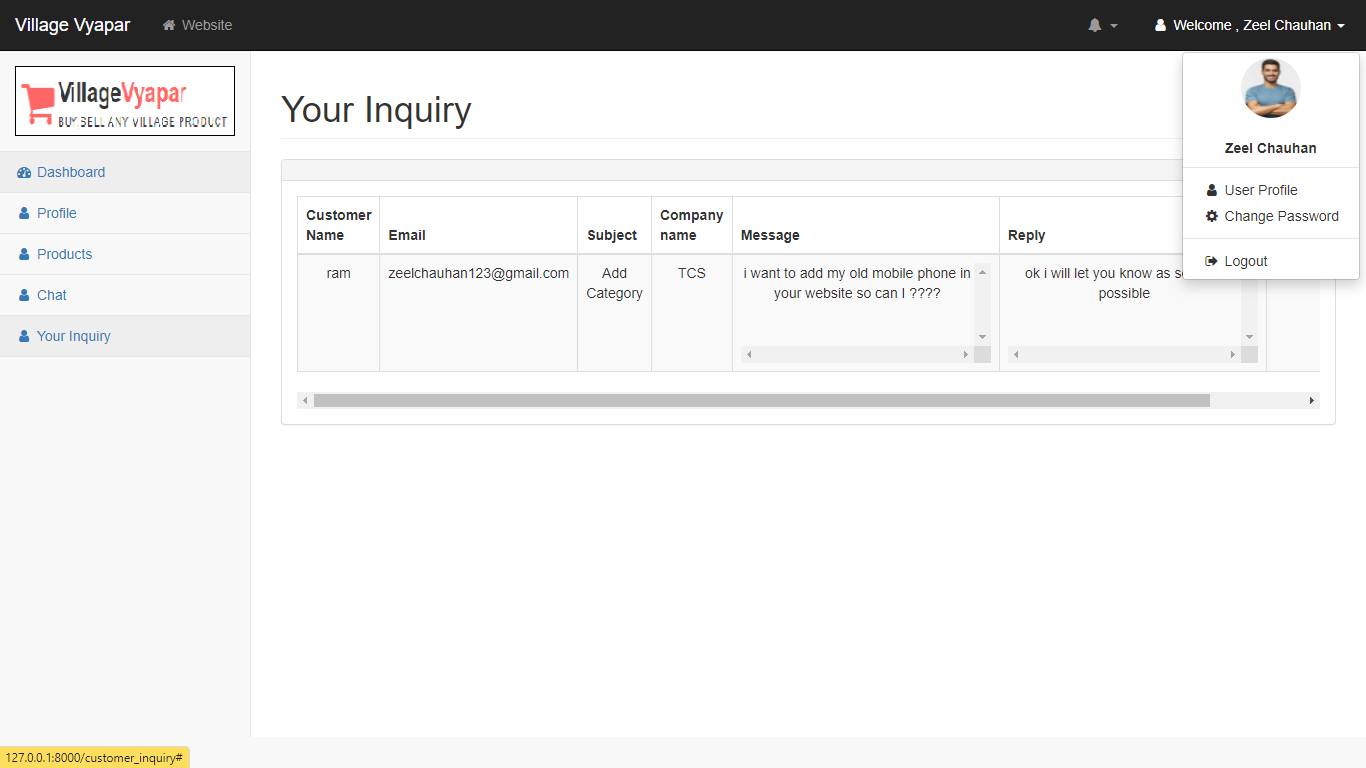 Village Vyapar
Website
Welcome , Zeel Chauhan
VillageVyapar
BUY SELL ANY VILLAGE PRODUCT
Dashboard
Profile
Products
Chat
Your Inquiry
Your Inquiry
Customer
Name
Email
Subject
Company
name
Message
Reply
ram
zeelchauhan123@gmail.com
Add
Category
TCS
i want to add my old mobile phone in
your website so can I ????
ok i will let you know as
possible
Zeel Chauhan
User Profile
Change Password
Logout
127.0.0.1:8000/customer_inquiry#